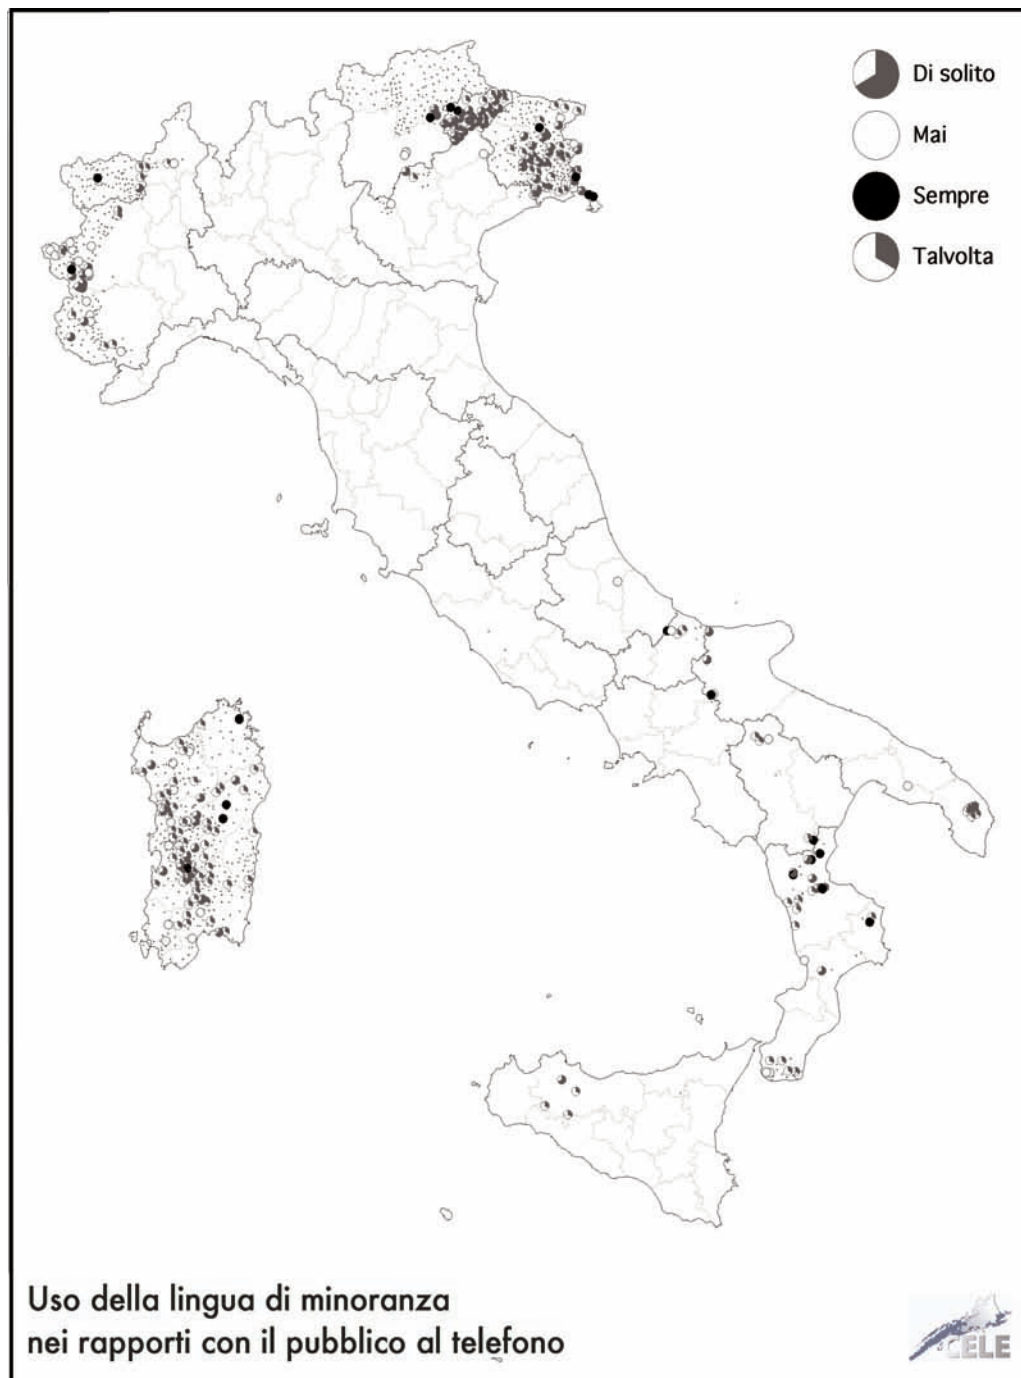 Di solito
Mai
Sempre
Talvolta
Uso della lingua di minoranza
nei rapporti con il pubblico al telefono
CELE